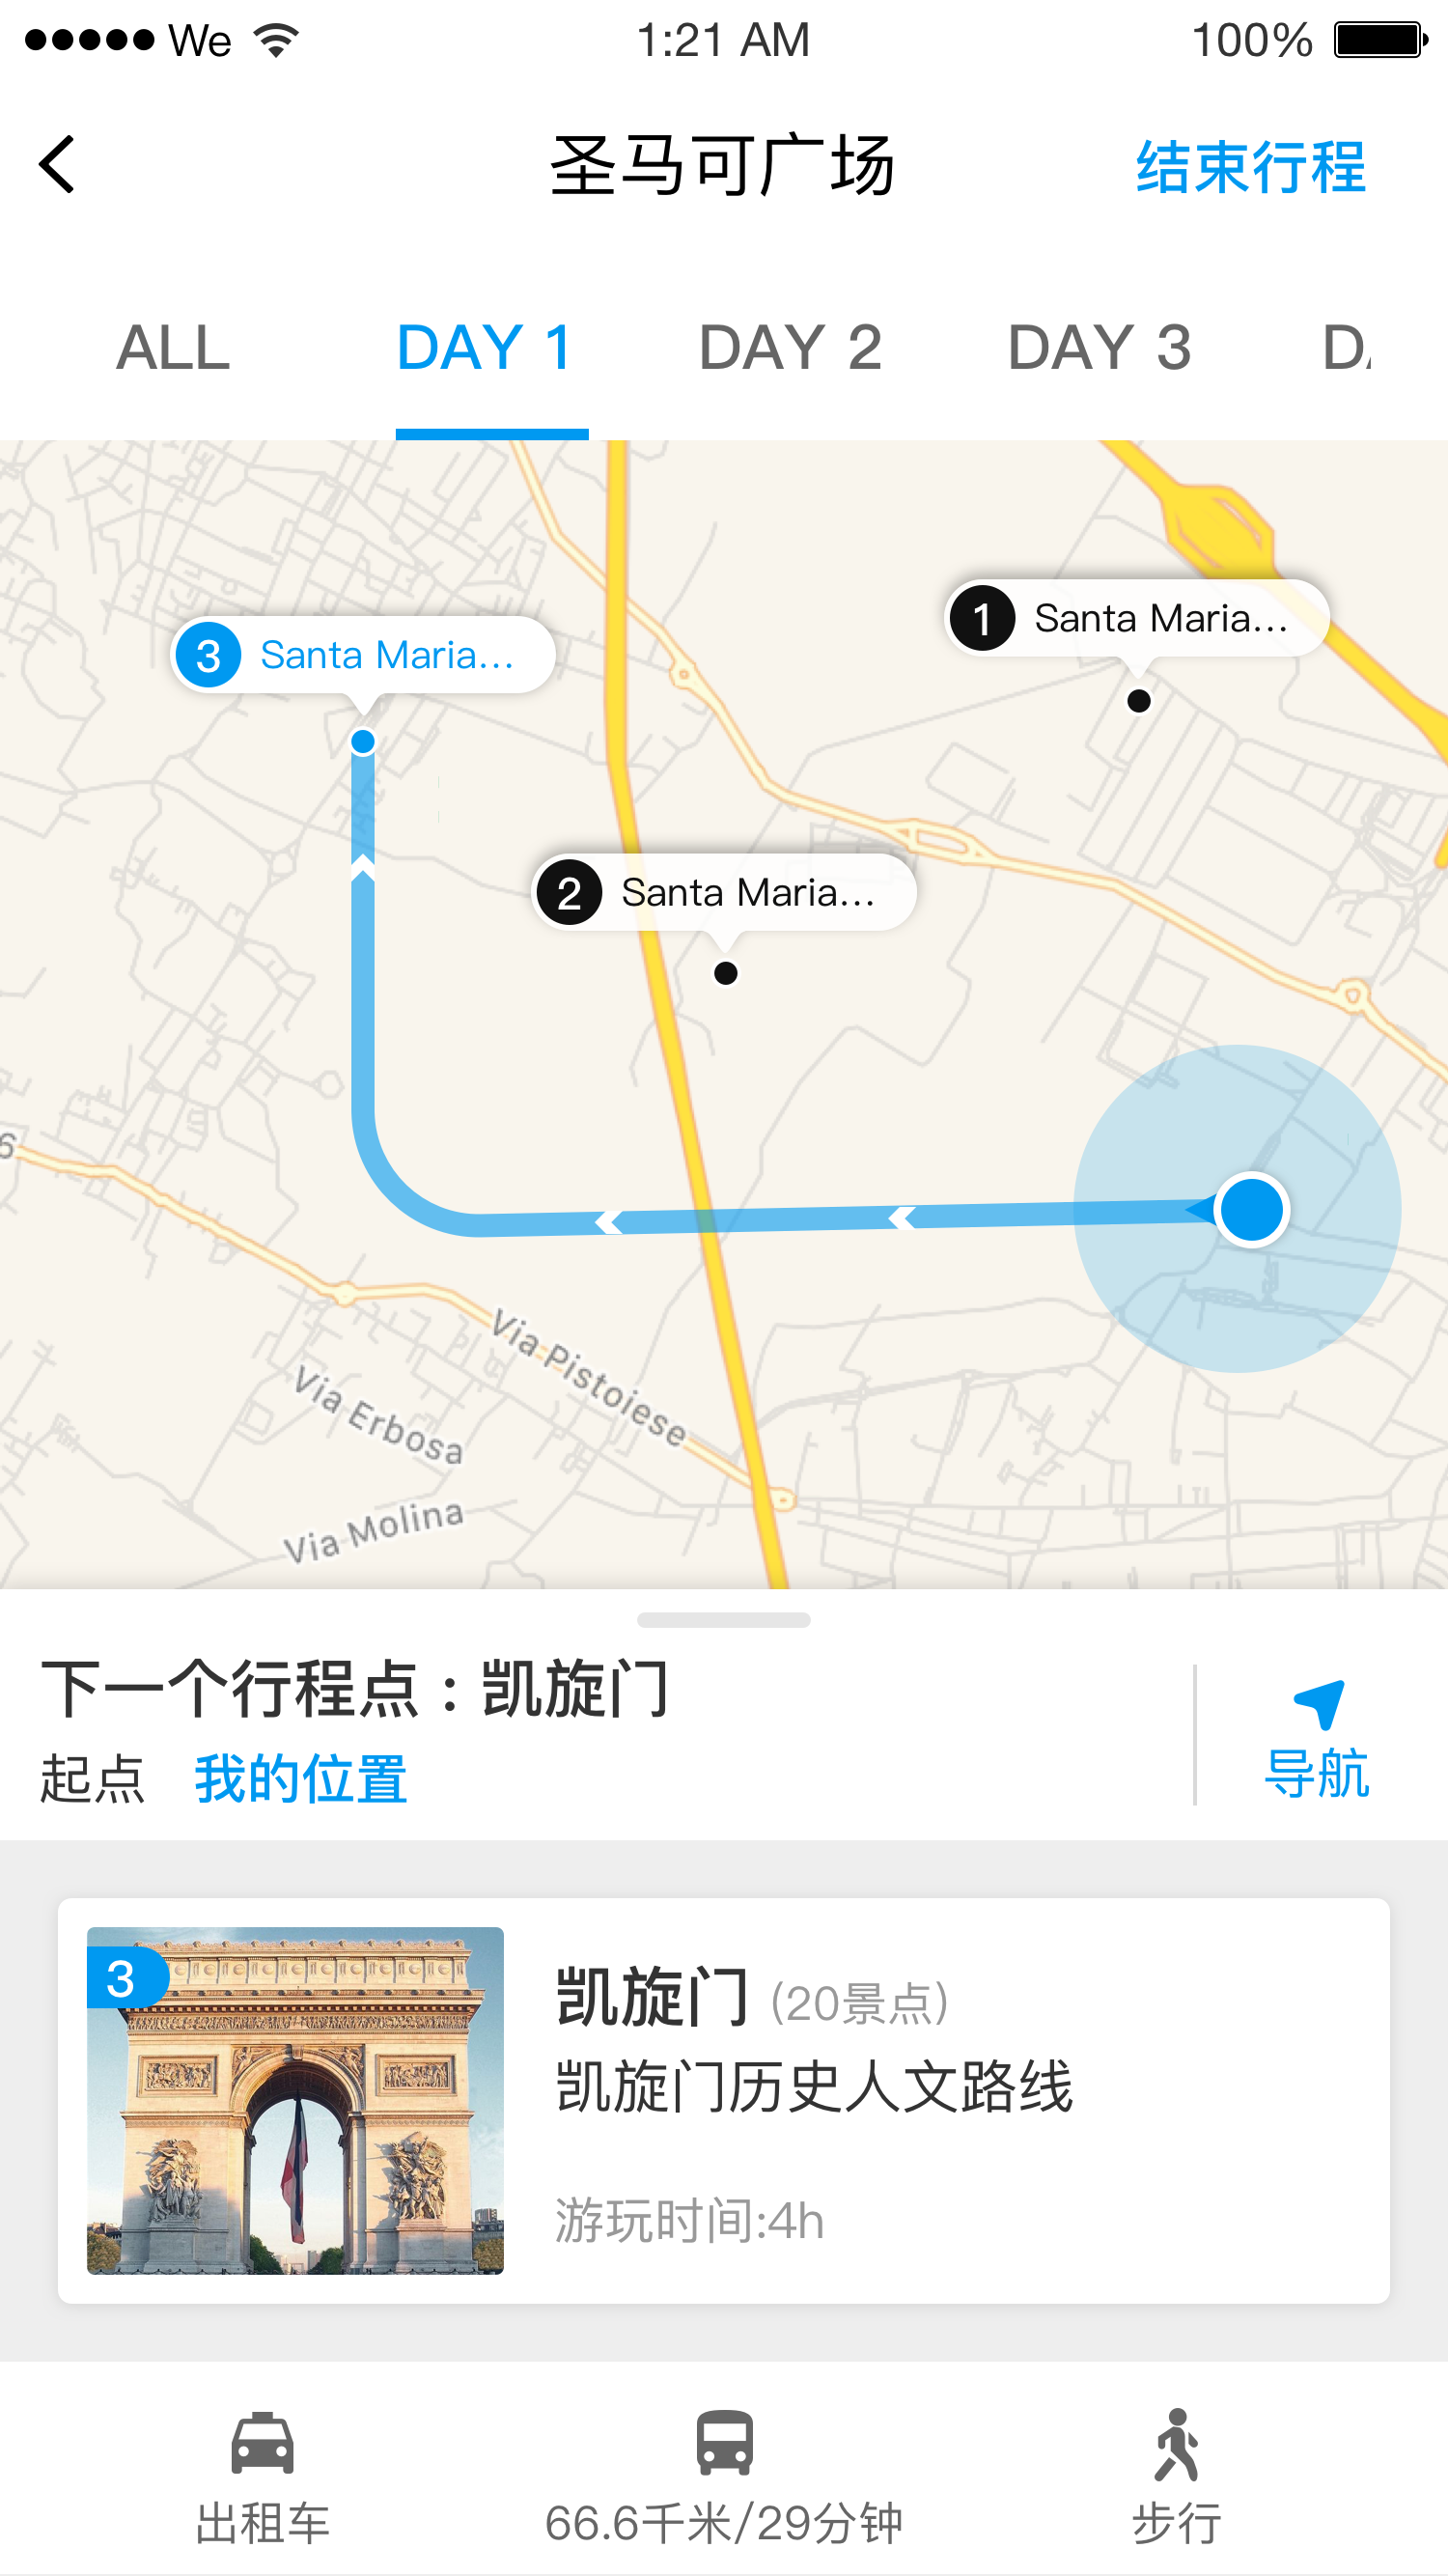 We 1:21 AM 100%
圣马可广场 结束行程
ALL DAY 1 DAY 2 DAY 3
1 Santa Maria...
3 Santa Maria...
2 Santa Maria...
6
Via Pistoiese
Via Erbosa
Via Molina
下一个行程点：凯旋门
起点 我的位置
导航
3
凯旋门 (20景点)
凯旋门历史人文路线
游玩时间:4h
出租车 66.6千米/29分钟 步行